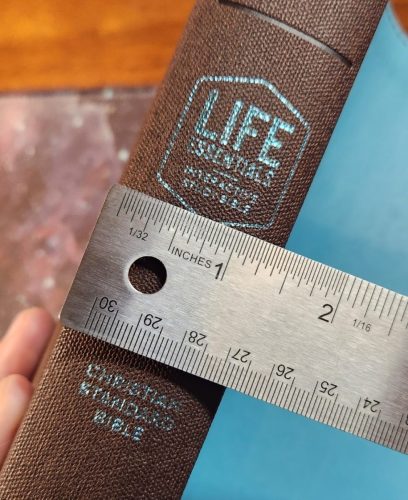 LIFE
ESSENTIALS
INTERACTIVE
STUDY BIBLE
1/32
INCHES 1
2
1/16
30
29
28
27
26
25
24
CHRISTIAN
STANDARD
BIBLE